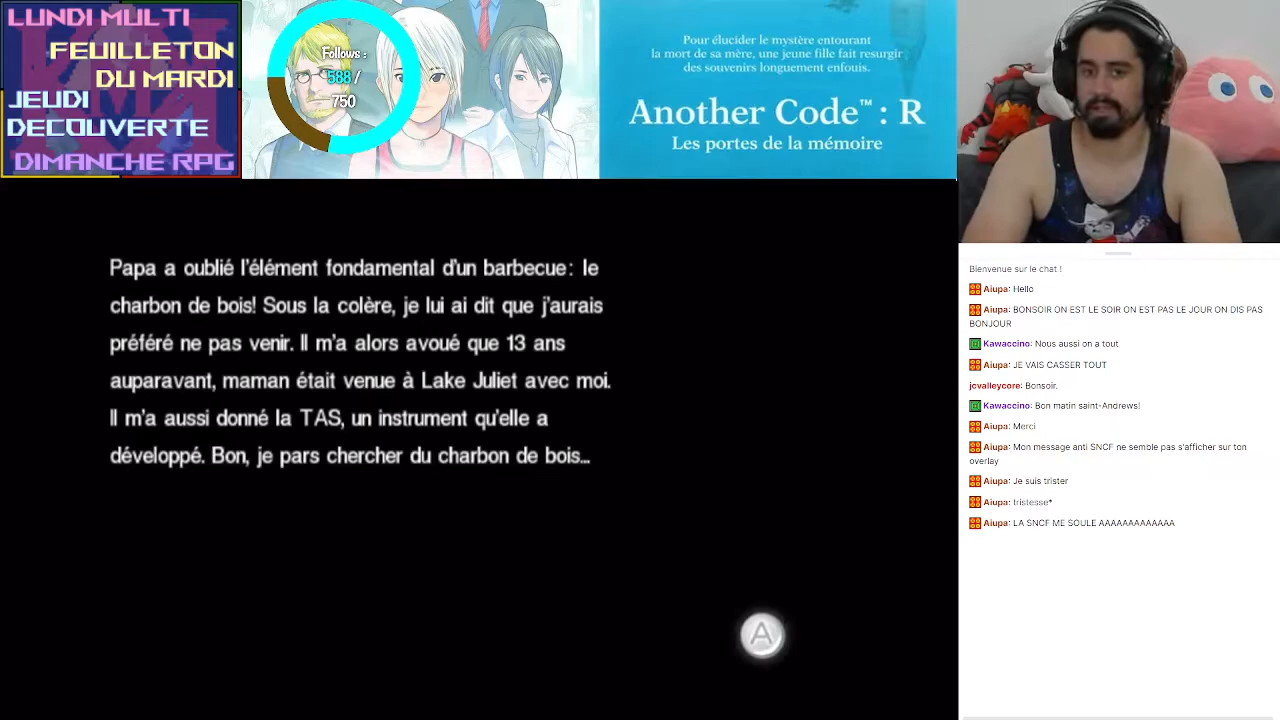 LUNDI MULTI
FEUILLETON
DU MARDI
JEUDI
DECOUVERTE
DIMANCHE RPG
Follows :
588 /
750
Pour élucider le mystère entourant
la mort de sa mère, une jeune fille fait resurgir
des souvenirs longuement enfouis.
Another Code™ : R
Les portes de la mémoire
Papa a oublié l'élément fondamental d'un barbecue : le
charbon de bois! Sous la colère, je lui ai dit que j'aurais
préféré ne pas venir. Il m'a alors avoué que 13 ans
auparavant, maman était venue à Lake Juliet avec moi.
Il m'a aussi donné la TAS, un instrument qu'elle a
développé. Bon, je pars chercher du charbon de bois...
A
Bienvenue sur le chat !
Aiupa: Hello
Aiupa: BONSOIR ON EST LE SOIR ON EST PAS LE JOUR ON DIS PAS
BONJOUR
Kawaccino: Nous aussi on a tout
Aiupa: JE VAIS CASSER TOUT
jcvalleycore: Bonsoir.
Kawaccino: Bon matin saint-Andrews!
Aiupa: Merci
Aiupa: Mon message anti SNCF ne semble pas s'afficher sur ton
overlay
Aiupa: Je suis trister
Aiupa: tristesse*
Aiupa: LA SNCF ME SOULE AAAAAAAAAAAAA